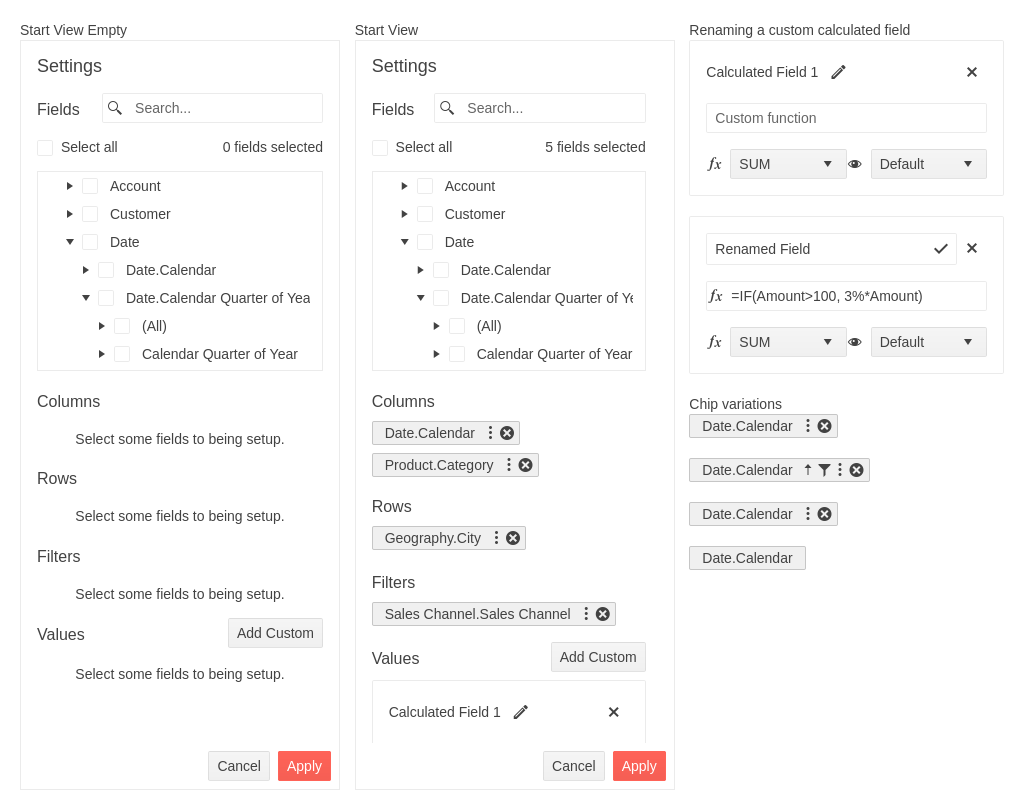 Start View Empty
Settings
Fields
Search...
Select all
0 fields selected
Account
Customer
Date
Date.Calendar
Date.Calendar Quarter of Yea
(All)
Calendar Quarter of Year
Columns
Select some fields to being setup.
Rows
Select some fields to being setup.
Filters
Select some fields to being setup.
Values
Add Custom
Select some fields to being setup.
Cancel
Apply
Start View
Settings
Fields
Search...
Select all
5 fields selected
Account
Customer
Date
Date.Calendar
Date.Calendar Quarter of Ye
(All)
Calendar Quarter of Year
Columns
Date.Calendar
Product.Category
Rows
Geography.City
Filters
Sales Channel.Sales Channel
Values
Add Custom
Calculated Field 1
Cancel
Apply
Renaming a custom calculated field
Calculated Field 1
Custom function
fx SUM
Default
Renamed Field
fx =IF(Amount>100, 3%*Amount)
fx SUM
Default
Chip variations
Date.Calendar
Date.Calendar
Date.Calendar
Date.Calendar